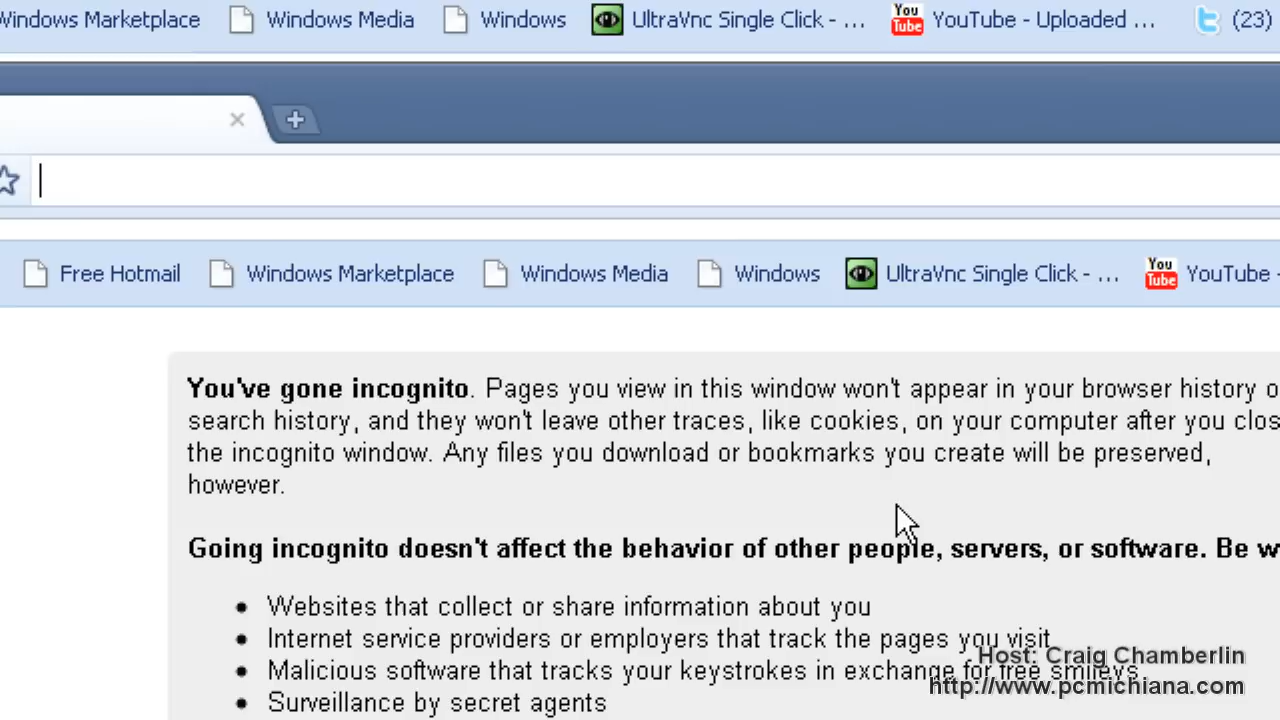 Windows Marketplace Windows Media Windows UltraVnc Single Click - ... You Tube YouTube - Uploaded ... (23)
Free Hotmail Windows Marketplace Windows Media Windows UltraVnc Single Click - ... You Tube YouTube -
You've gone incognito. Pages you view in this window won't appear in your browser history o
search history, and they won't leave other traces, like cookies, on your computer after you clos
the incognito window. Any files you download or bookmarks you create will be preserved,
however.
Going incognito doesn't affect the behavior of other people, servers, or software. Be w
• Websites that collect or share information about you
• Internet service providers or employers that track the pages you visit
• Malicious software that tracks your keystrokes in exchange for free smileys
• Surveillance by secret agents
Host: Craig Chamberlin
http://www.pcmichiana.com